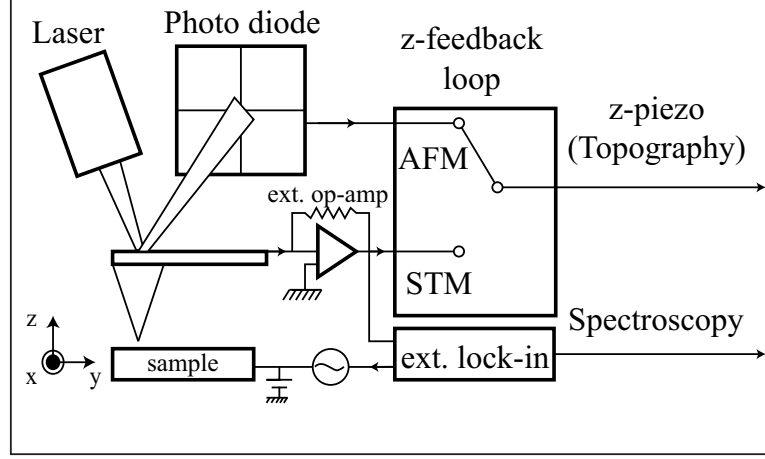 Laser
Photo diode
z-feedback
loop
z-piezo
(Topography)
AFM
ext. op-amp
STM
Spectroscopy
z
x
y
sample
ext. lock-in